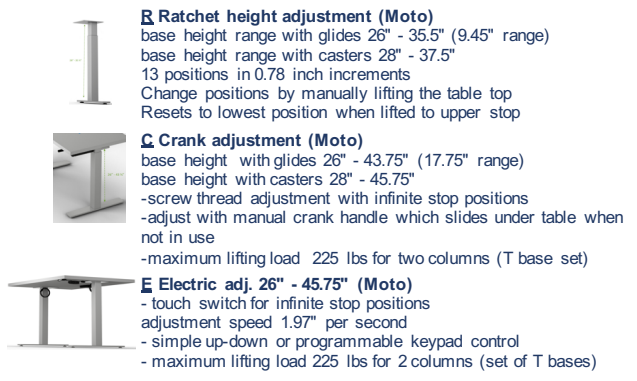 R Ratchet height adjustment (Moto)
base height range with glides 26" - 35.5" (9.45" range)
base height range with casters 28" - 37.5"
13 positions in 0.78 inch increments
Change positions by manually lifting the table top
Resets to lowest position when lifted to upper stop
C Crank adjustment (Moto)
base height with glides 26" - 43.75" (17.75" range)
base height with casters 28" - 45.75"
-screw thread adjustment with infinite stop positions
-adjust with manual crank handle which slides under table when
not in use
-maximum lifting load 225 lbs for two columns (T base set)
E Electric adj. 26" - 45.75" (Moto)
- touch switch for infinite stop positions
adjustment speed 1.97" per second
- simple up-down or programmable keypad control
- maximum lifting load 225 lbs for 2 columns (set of T bases)